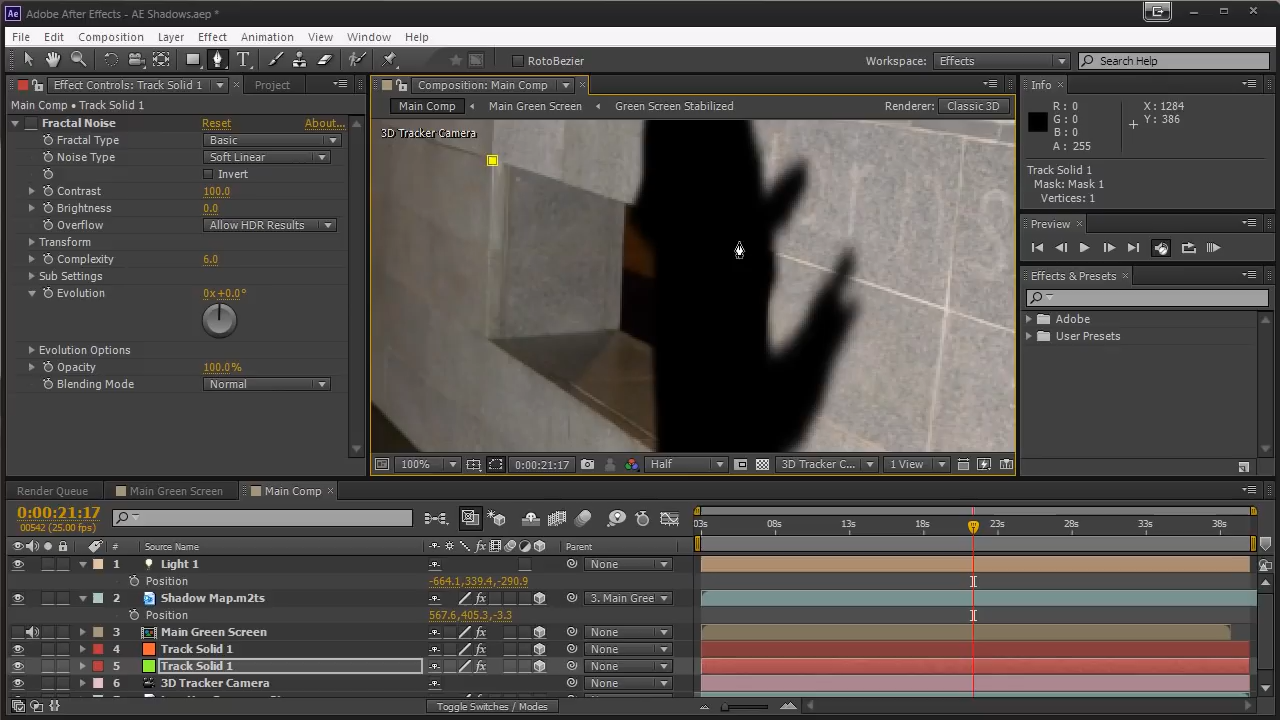 Adobe After Effects - AE Shadows.aep *
File Edit Composition Layer Effect Animation View Window Help
RotoBezier Workspace: Effects Search Help
Effect Controls: Track Solid 1 Project
Main Comp • Track Solid 1
Fractal Noise Reset About...
Fractal Type Basic
Noise Type Soft Linear
Invert
Contrast 100.0
Brightness 0.0
Overflow Allow HDR Results
Transform
Complexity 6.0
Sub Settings
Evolution 0x+0.0°
Evolution Options
Opacity 100.0%
Blending Mode Normal
Composition: Main Comp
Main Comp Main Green Screen Green Screen Stabilized Renderer: Classic 3D
3D Tracker Camera
100% 0:00:21:17 Half 3D Tracker C... 1 View
Info
R: 0 X: 1284
G: 0 Y: 386
B: 0
A: 255
Track Solid 1
Mask: Mask 1
Vertices: 1
Preview
Effects & Presets
Adobe
User Presets
Render Queue Main Green Screen Main Comp
0:00:21:17
00542 (25.00 fps)
03s 08s 13s 18s 23s 28s 33s 38s
# Source Name Parent
1 Light 1 None
Position -664.1,339.4,-290.9
2 Shadow Map.m2ts 3. Main Gree
Position 567.6,405.3,-3.3
3 Main Green Screen None
4 Track Solid 1 None
5 Track Solid 1 None
6 3D Tracker Camera None
Toggle Switches / Modes